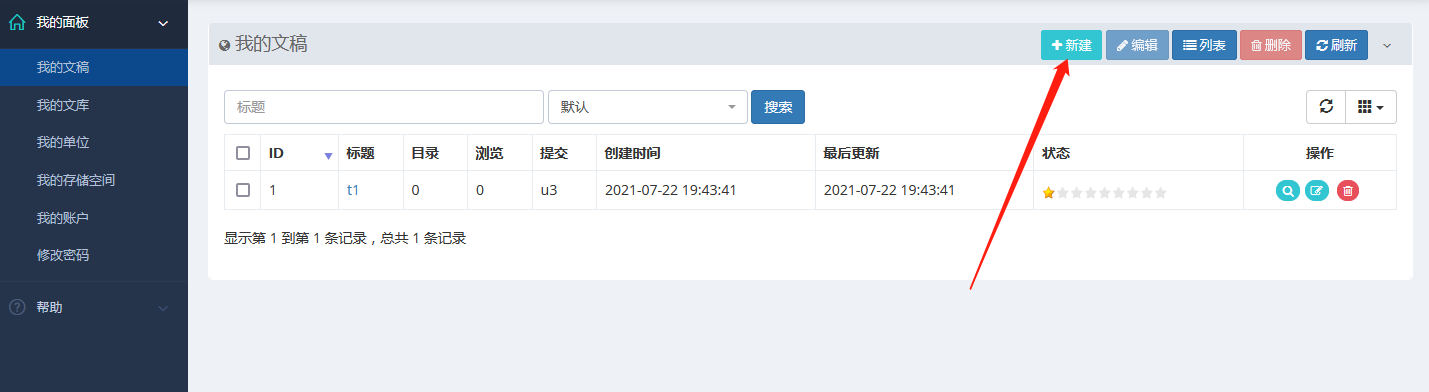 我的面板
我的文稿
我的文库
我的单位
我的存储空间
我的账户
修改密码
帮助
我的文稿
新建 编辑 列表 删除 刷新
标题 默认 搜索
ID 标题 目录 浏览 提交 创建时间 最后更新 状态 操作
1 t1 0 0 u3 2021-07-22 19:43:41 2021-07-22 19:43:41
显示第 1 到第 1 条记录，总共 1 条记录